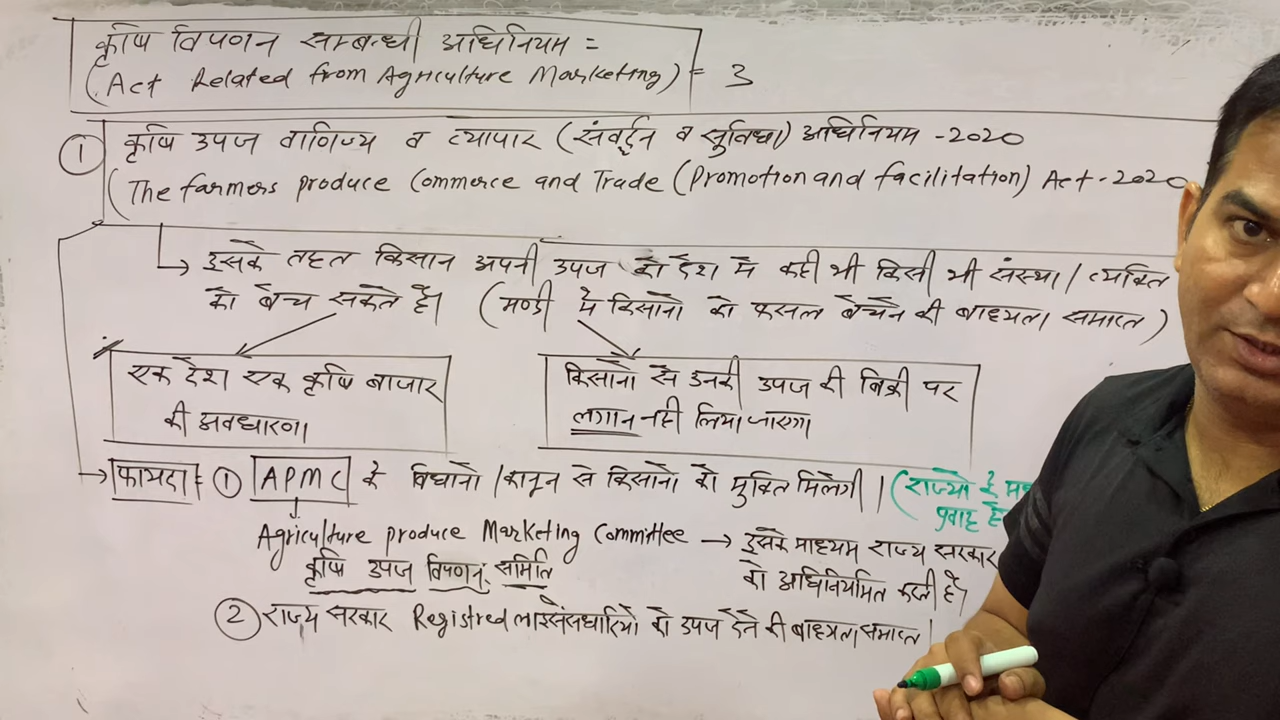 कृषि विपणन सम्बन्धी अधिनियम =
(Act Related from Agriculture Marketing) = 3
① कृषि उपज वाणिज्य व व्यापार (संवर्द्धन व सुविधा) अधिनियम -2020
(The farmers produce Commerce and Trade (Promotion and facilitation) Act-2020
इसके तहत किसान अपनी उपज को देश मे कही भी किसी भी संस्था / व्यक्ति
को बेच सकते है। (मण्डी मे किसानो को फसल बेचने की बाध्यता समाप्त)
एक देश एक कृषि बाजार
की अवधारणा
किसानो से उनकी उपज की बिक्री पर
लगान नही लिया जाएगा
फायदा = ① APMC के विधानो /कानून से किसानो को मुक्ति मिलेगी। (राज्यो के
Agriculture produce Marketing Committee → इसके माध्यम राज्य सरकार
कृषि उपज विपणन समिति
को अधिनियमित करती है।
② राज्य सरकार Registred लाइसेंसधारियो को उपज देने की बाध्यता समाप्त।